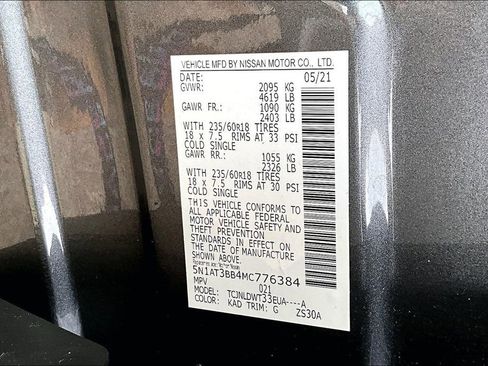 VEHICLE MFD BY NISSAN MOTOR CO., LTD.
DATE: 05/21
GVWR: 2095 KG
4619 LB
GAWR FR: 1090 KG
2403 LB
WITH 235/60R18 TIRES
18 x 7.5 RIMS AT 33 PSI
COLD SINGLE
GAWR RR.: 1055 KG
2326 LB
WITH 235/60R18 TIRES
18 x 7.5 RIMS AT 30 PSI
COLD SINGLE
THIS VEHICLE CONFORMS TO
ALL APPLICABLE FEDERAL
MOTOR VEHICLE SAFETY AND
THEFT PREVENTION
STANDARDS IN EFFECT ON
THE DATE OF MANUFACTURE
SHOWN ABOVE.
5N1AT3BB4MC776384
MPV 021
TYPE: TCJNLDWT33EUA----A
COLOR: KAD TRIM: G ZS30A